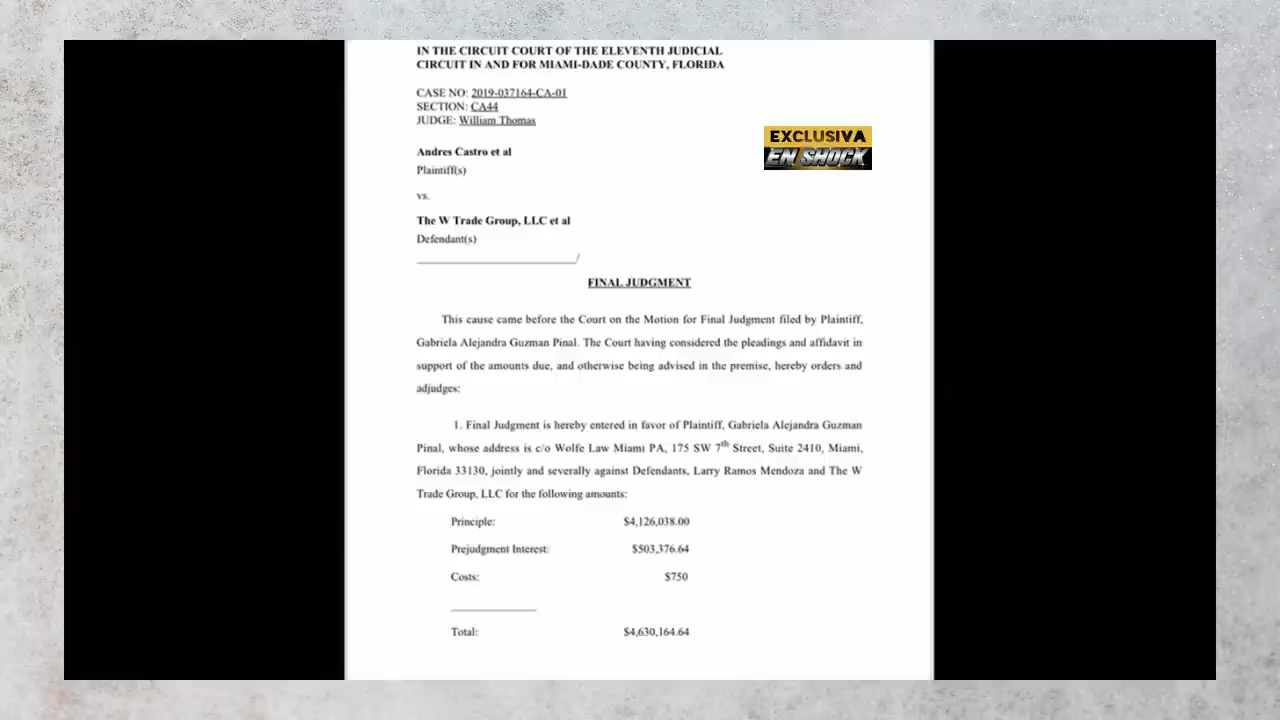 IN THE CIRCUIT COURT OF THE ELEVENTH JUDICIAL
CIRCUIT IN AND FOR MIAMI-DADE COUNTY, FLORIDA
CASE NO: 2019-037164-CA-01
SECTION: CA44
JUDGE: William Thomas
EXCLUSIVA
EN SHOCK
Andres Castro et al
Plaintiff(s)
vs.
The W Trade Group, LLC et al
Defendant(s)
____________________________/
FINAL JUDGMENT
This cause came before the Court on the Motion for Final Judgment filed by Plaintiff,
Gabriela Alejandra Guzman Pinal. The Court having considered the pleadings and affidavit in
support of the amounts due, and otherwise being advised in the premise, hereby orders and
adjudges:
1. Final Judgment is hereby entered in favor of Plaintiff, Gabriela Alejandra Guzman
Pinal, whose address is c/o Wolfe Law Miami PA, 175 SW 7th Street, Suite 2410, Miami,
Florida 33130, jointly and severally against Defendants, Larry Ramos Mendoza and The W
Trade Group, LLC for the following amounts:
Principle: $4,126,038.00
Prejudgment Interest: $503,376.64
Costs: $750
Total: $4,630,164.64